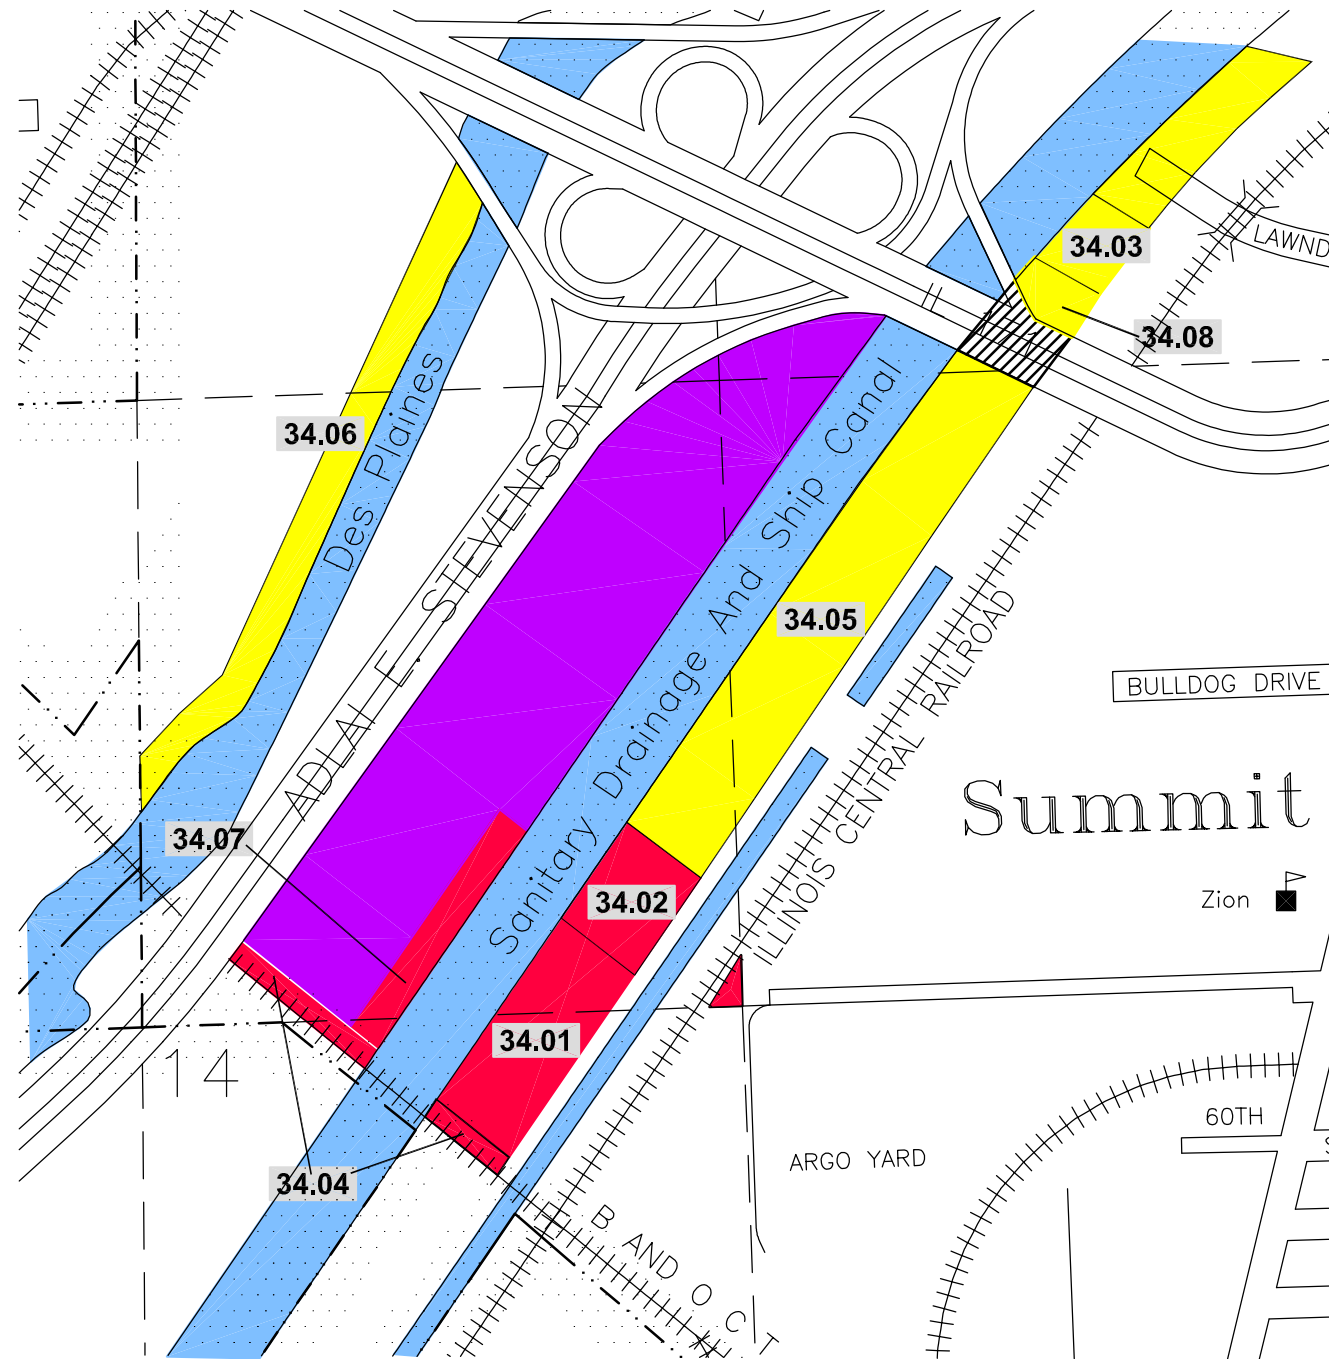 LAWND
34.03
34.08
34.06
Des Plaines
ADLAI E. STEVENSON
Sanitary Drainage And Ship Canal
34.05
ILLINOIS CENTRAL RAILROAD
BULLDOG DRIVE
Summit
34.07
34.02
Zion
34.01
14
60TH
ARGO YARD
34.04
B AND O C T